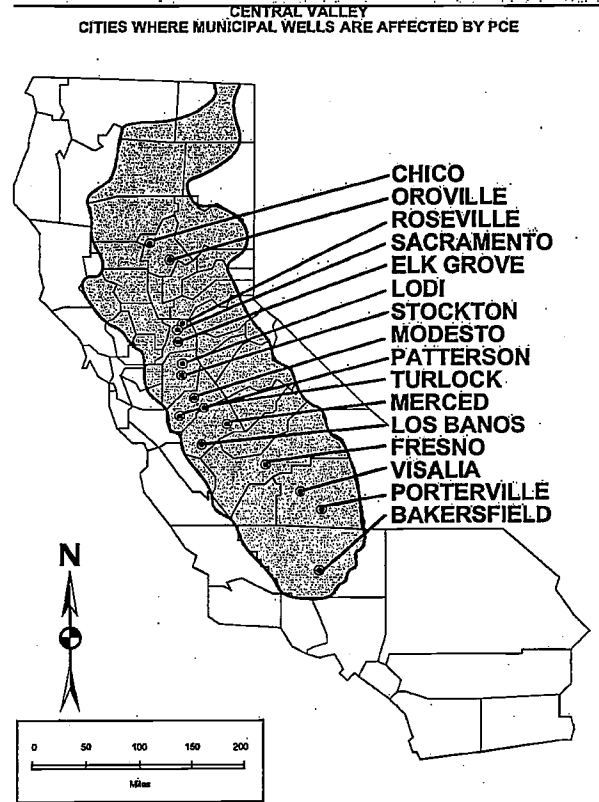 CENTRAL VALLEY
CITIES WHERE MUNICIPAL WELLS ARE AFFECTED BY PCE
CHICO
OROVILLE
ROSEVILLE
SACRAMENTO
ELK GROVE
LODI
STOCKTON
MODESTO
PATTERSON
TURLOCK
MERCED
LOS BANOS
FRESNO
VISALIA
PORTERVILLE
BAKERSFIELD
N
0 50 100 150 200
Miles